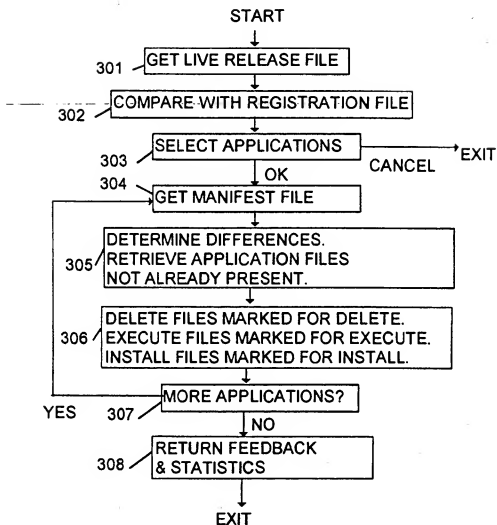 START
301
GET LIVE RELEASE FILE
302
COMPARE WITH REGISTRATION FILE
303
SELECT APPLICATIONS
CANCEL
EXIT
OK
304
GET MANIFEST FILE
305
DETERMINE DIFFERENCES.
RETRIEVE APPLICATION FILES
NOT ALREADY PRESENT.
306
DELETE FILES MARKED FOR DELETE.
EXECUTE FILES MARKED FOR EXECUTE.
INSTALL FILES MARKED FOR INSTALL.
307
MORE APPLICATIONS?
YES
NO
308
RETURN FEEDBACK
& STATISTICS
EXIT